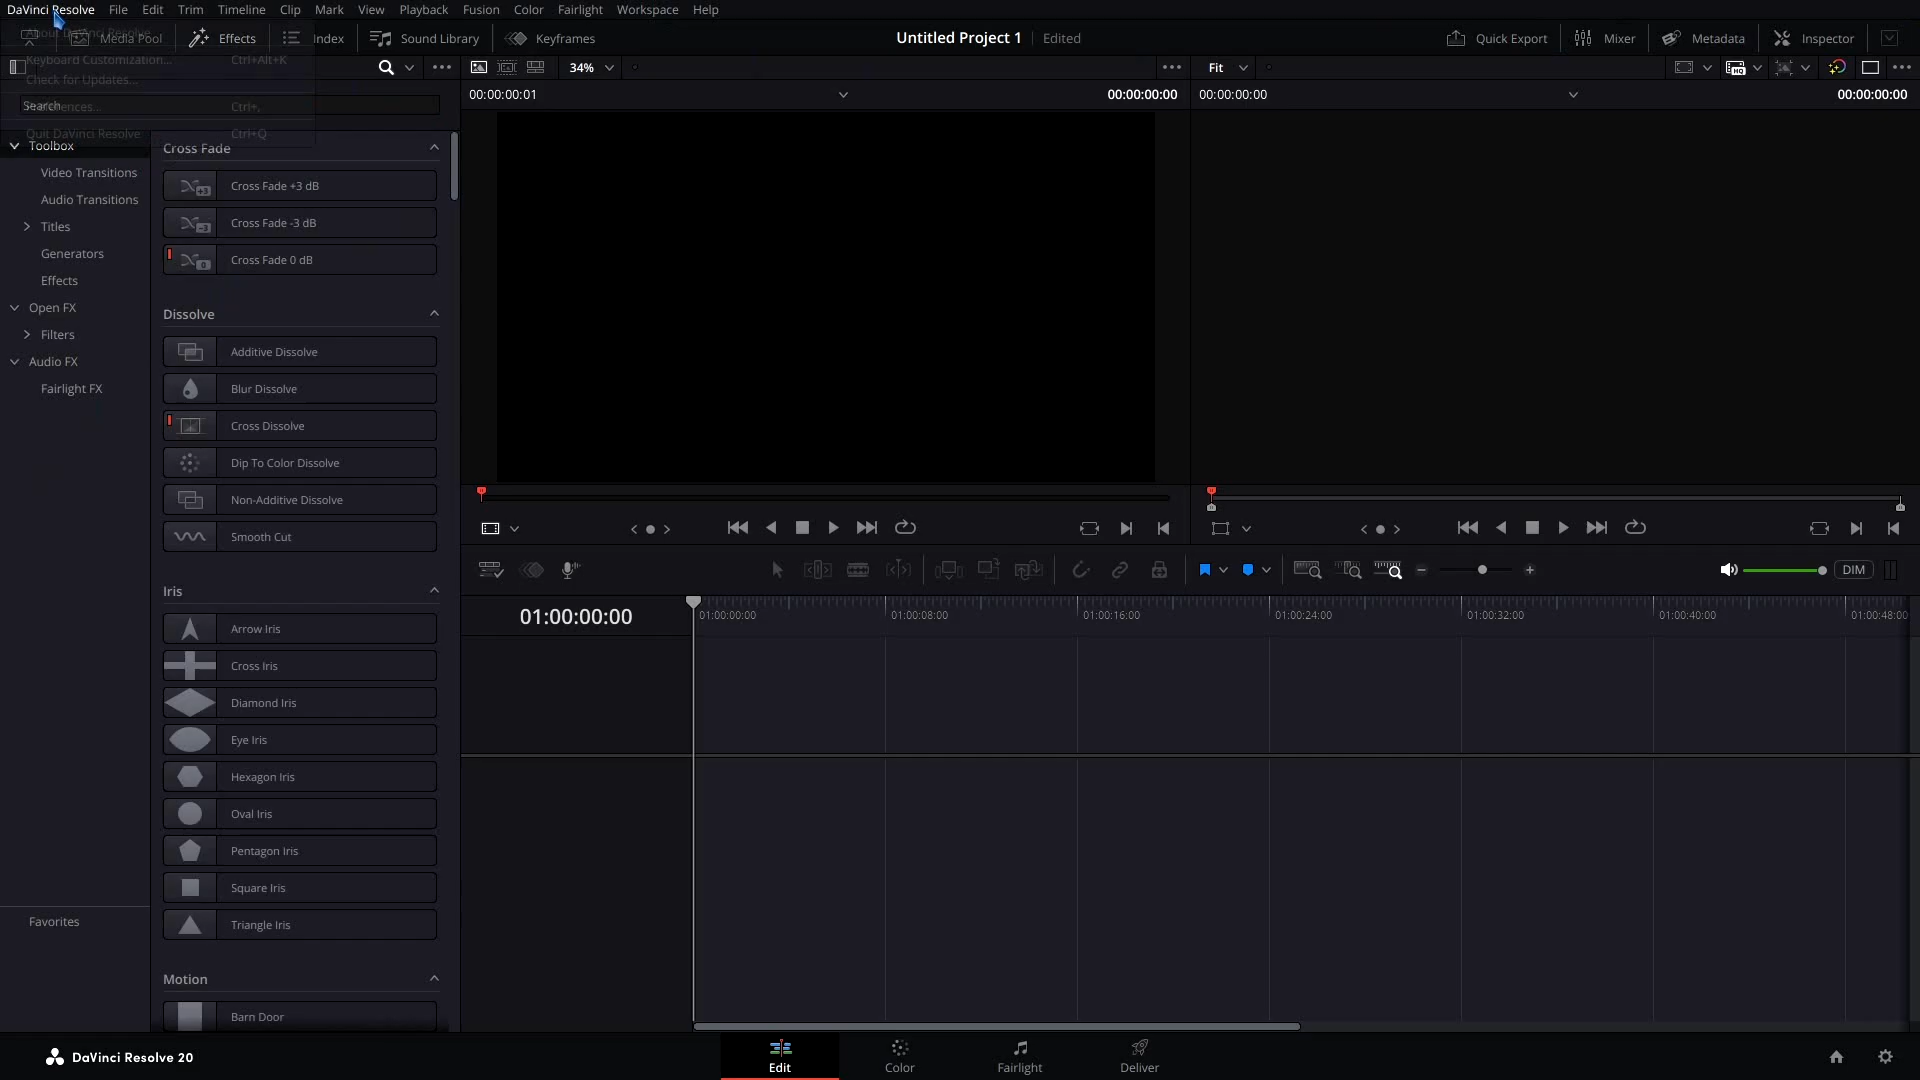 DaVinci Resolve File Edit Trim Timeline Clip Mark View Playback Fusion Color Fairlight Workspace Help
About DaVinci Resolve
Media Pool Effects Index Sound Library Keyframes Untitled Project 1 Edited Quick Export Mixer Metadata Inspector
Keyboard Customization... Ctrl+Alt+K
Check for Updates...
34% Fit
00:00:00:01 00:00:00:00 00:00:00:00 00:00:00:00
Search
Preferences... Ctrl+,
Quit DaVinci Resolve Ctrl+Q
Toolbox
Video Transitions
Audio Transitions
Titles
Generators
Effects
Open FX
Filters
Audio FX
Fairlight FX
Favorites
Cross Fade
Cross Fade +3 dB
Cross Fade -3 dB
Cross Fade 0 dB
Dissolve
Additive Dissolve
Blur Dissolve
Cross Dissolve
Dip To Color Dissolve
Non-Additive Dissolve
Smooth Cut
Iris
Arrow Iris
Cross Iris
Diamond Iris
Eye Iris
Hexagon Iris
Oval Iris
Pentagon Iris
Square Iris
Triangle Iris
Motion
Barn Door
DIM
01:00:00:00
01:00:00:00 01:00:08:00 01:00:16:00 01:00:24:00 01:00:32:00 01:00:40:00 01:00:48:00
DaVinci Resolve 20
Edit Color Fairlight Deliver